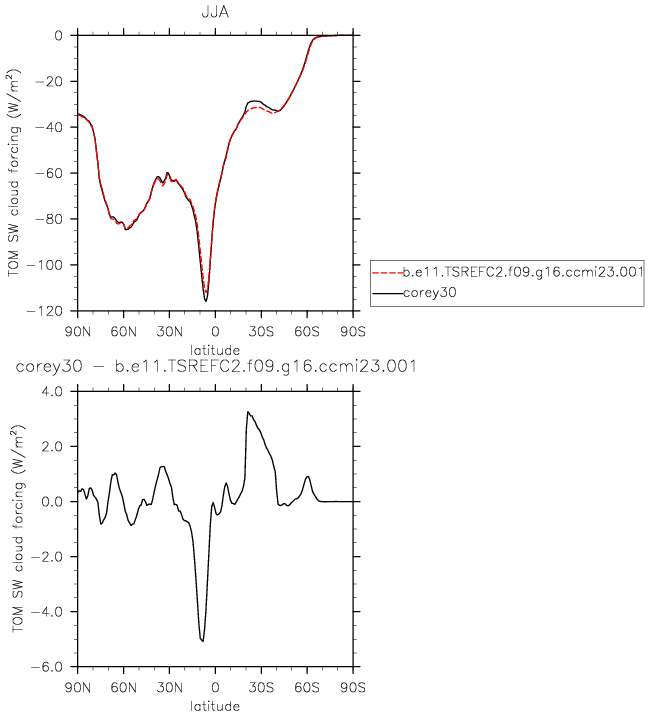 JJA
TOM SW cloud forcing (W/m²)
0
−20
−40
−60
−80
−100
−120
90N 60N 30N 0 30S 60S 90S
latitude
b.e11.TSREFC2.f09.g16.ccmi23.001
corey30
corey30 − b.e11.TSREFC2.f09.g16.ccmi23.001
TOM SW cloud forcing (W/m²)
4.0
2.0
0.0
−2.0
−4.0
−6.0
90N 60N 30N 0 30S 60S 90S
latitude